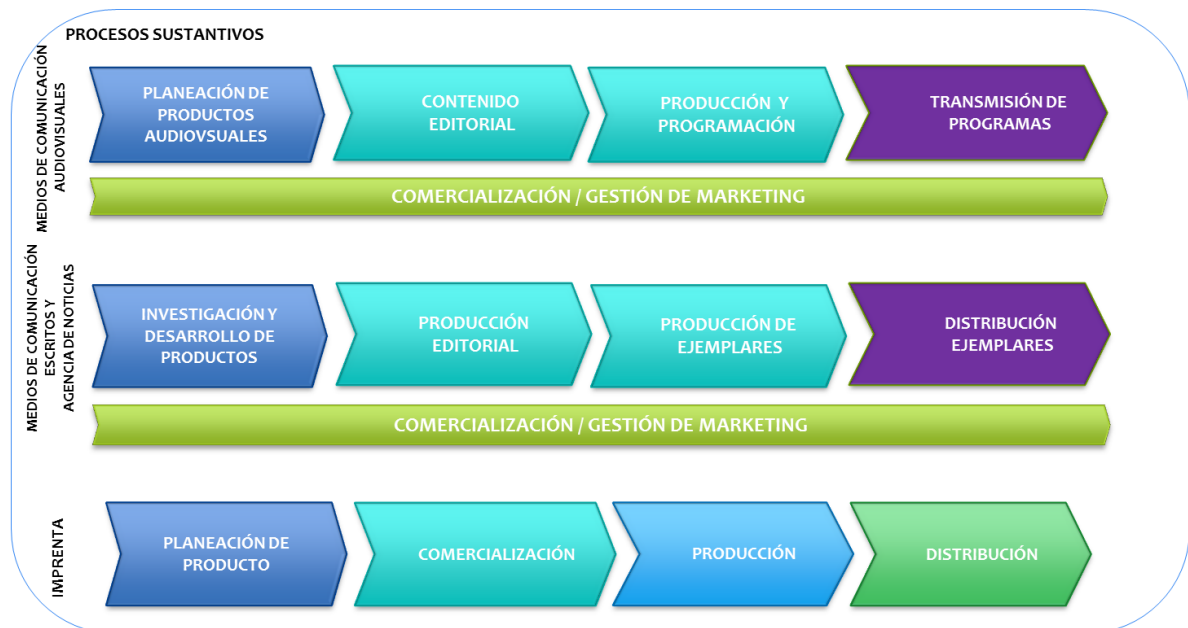 PROCESOS SUSTANTIVOS
MEDIOS DE COMUNICACIÓN
AUDIOVISUALES
PLANEACIÓN DE
PRODUCTOS
AUDIOVSUALES
CONTENIDO
EDITORIAL
PRODUCCIÓN Y
PROGRAMACIÓN
TRANSMISIÓN DE
PROGRAMAS
COMERCIALIZACIÓN / GESTIÓN DE MARKETING
MEDIOS DE COMUNICACIÓN
ESCRITOS Y
AGENCIA DE NOTICIAS
INVESTIGACIÓN Y
DESARROLLO DE
PRODUCTOS
PRODUCCIÓN
EDITORIAL
PRODUCCIÓN DE
EJEMPLARES
DISTRIBUCIÓN
EJEMPLARES
COMERCIALIZACIÓN / GESTIÓN DE MARKETING
IMPRENTA
PLANEACIÓN DE
PRODUCTO
COMERCIALIZACIÓN
PRODUCCIÓN
DISTRIBUCIÓN